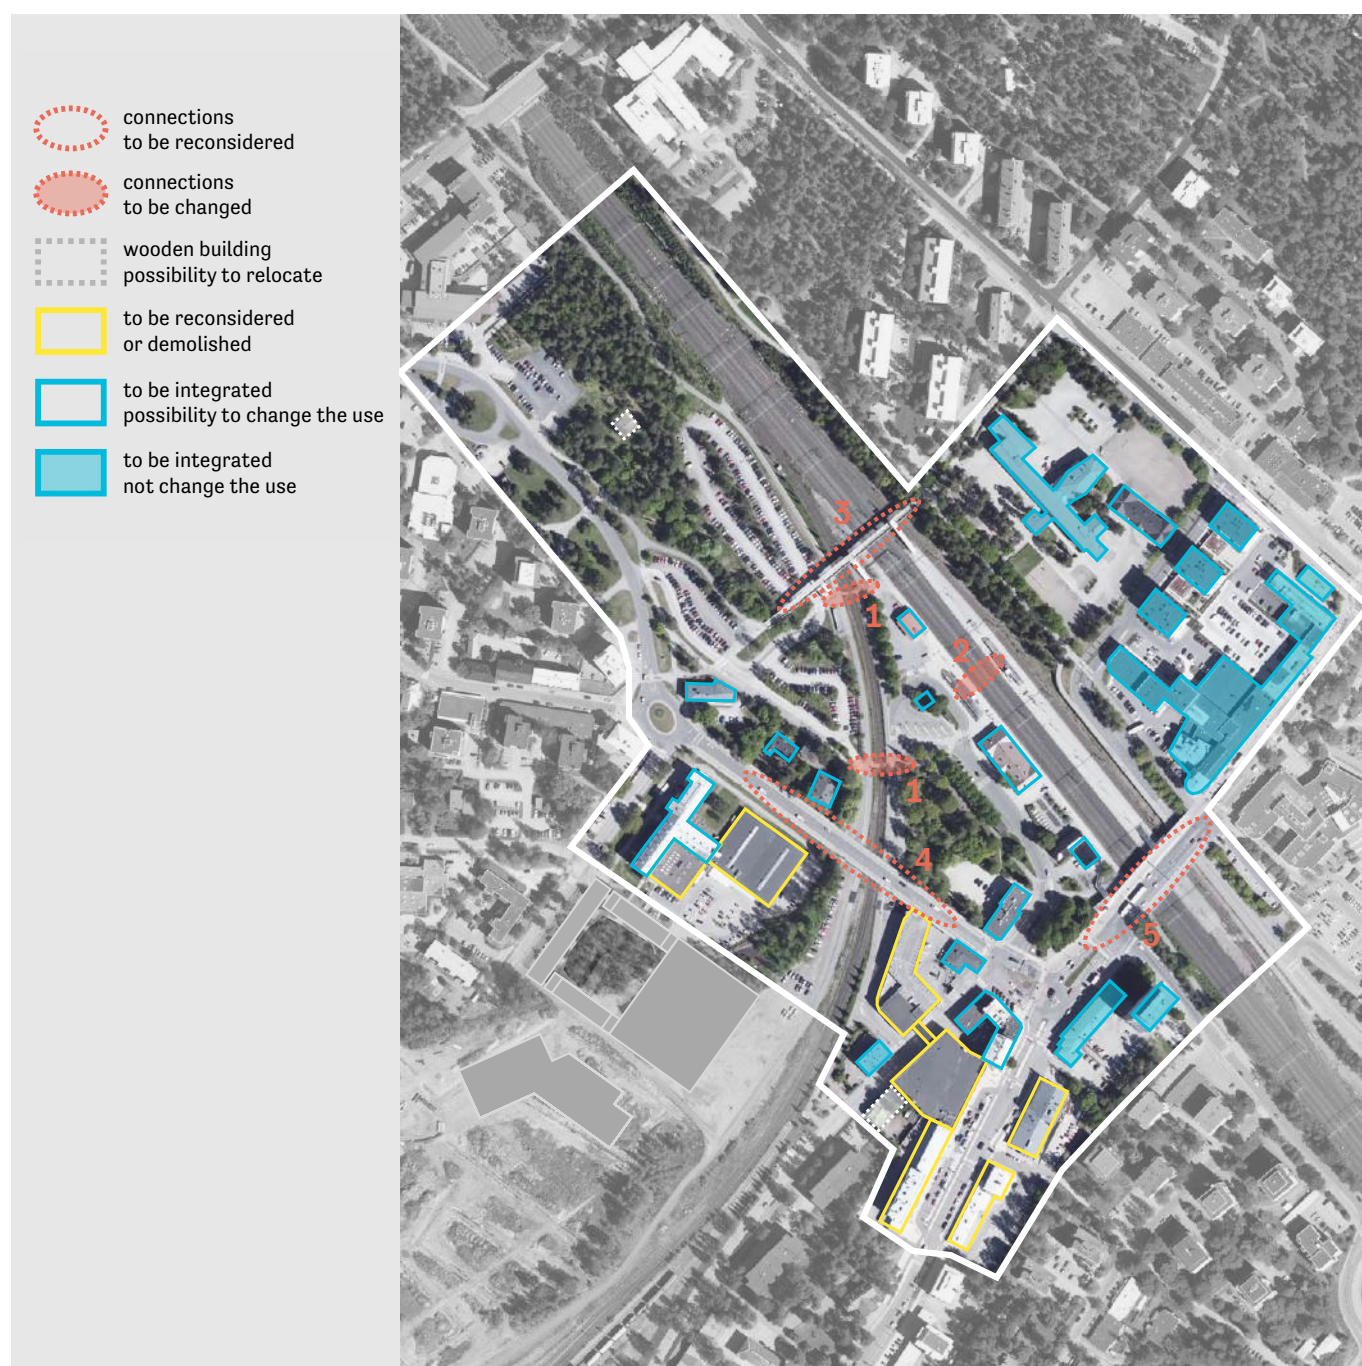 connections
to be reconsidered
connections
to be changed
wooden building
possibility to relocate
to be reconsidered
or demolished
to be integrated
possibility to change the use
to be integrated
not change the use
3
1
2
1
4
5